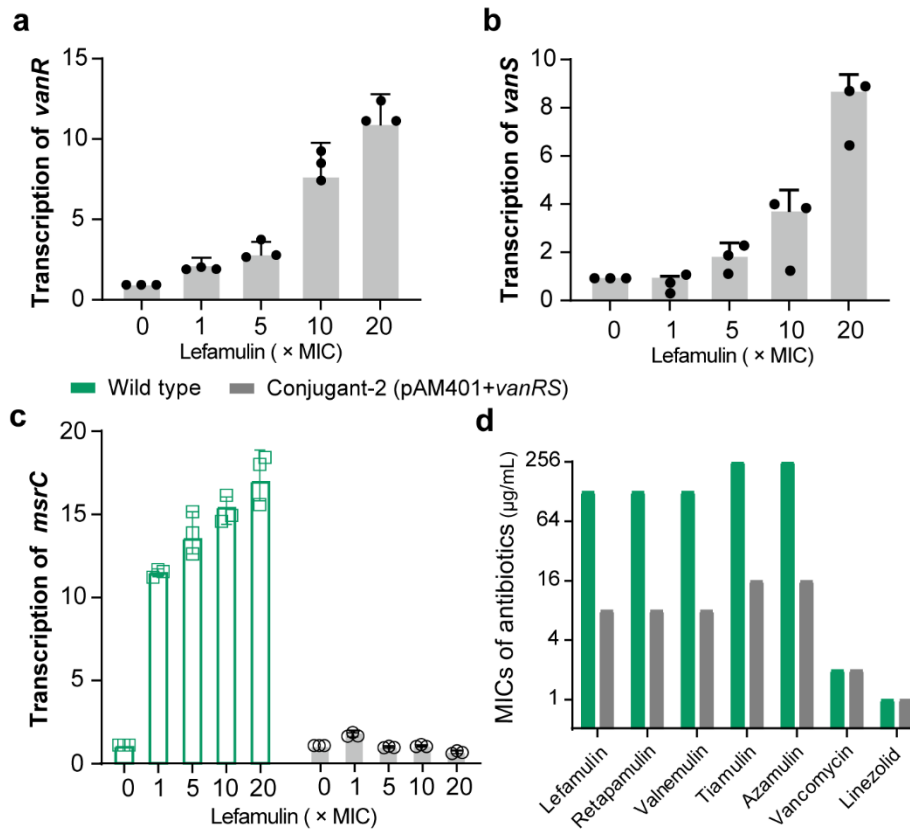 a
Transcription of vanR
15
10
5
0
0 1 5 10 20
Lefamulin ( × MIC)
b
Transcription of vanS
10
8
6
4
2
0
0 1 5 10 20
Lefamulin ( × MIC)
Wild type
Conjugant-2 (pAM401+vanRS)
c
Transcription of msrC
20
15
10
5
0
0 1 5 10 20 0 1 5 10 20
Lefamulin ( × MIC)
d
MICs of antibiotics (µg/mL)
256
64
16
4
1
Lefamulin
Retapamulin
Valnemulin
Tiamulin
Azamulin
Vancomycin
Linezolid